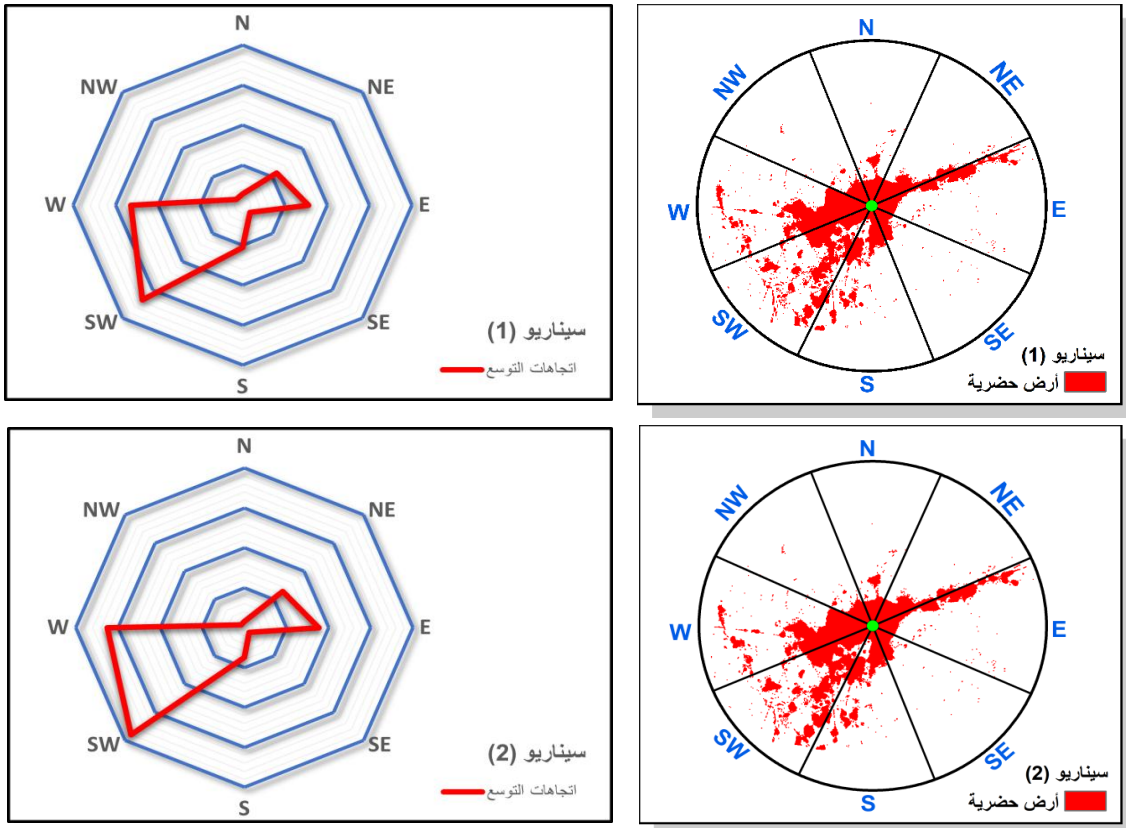 N
NW
NE
W
E
SW
SE
S
سيناريو (1)
اتجاهات التوسع
N
NW
NE
W
E
SW
SE
S
سيناريو (1)
أرض حضرية
N
NW
NE
W
E
SW
SE
S
سيناريو (2)
اتجاهات التوسع
N
NW
NE
W
E
SW
SE
S
سيناريو (2)
أرض حضرية